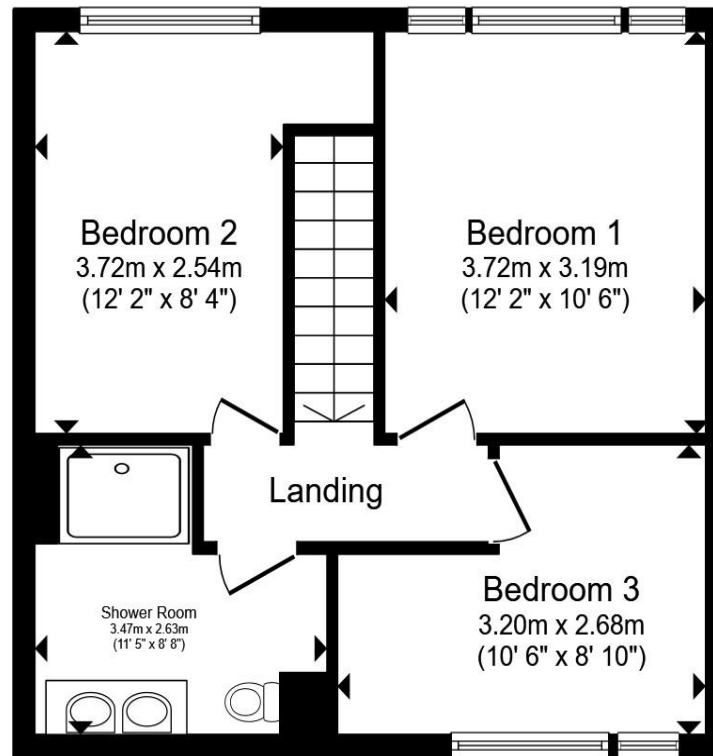 Bedroom 2
3.72m x 2.54m
(12' 2" x 8' 4")
Bedroom 1
3.72m x 3.19m
(12' 2" x 10' 6")
Landing
Shower Room
3.47m x 2.63m
(11' 5" x 8' 8")
Bedroom 3
3.20m x 2.68m
(10' 6" x 8' 10")